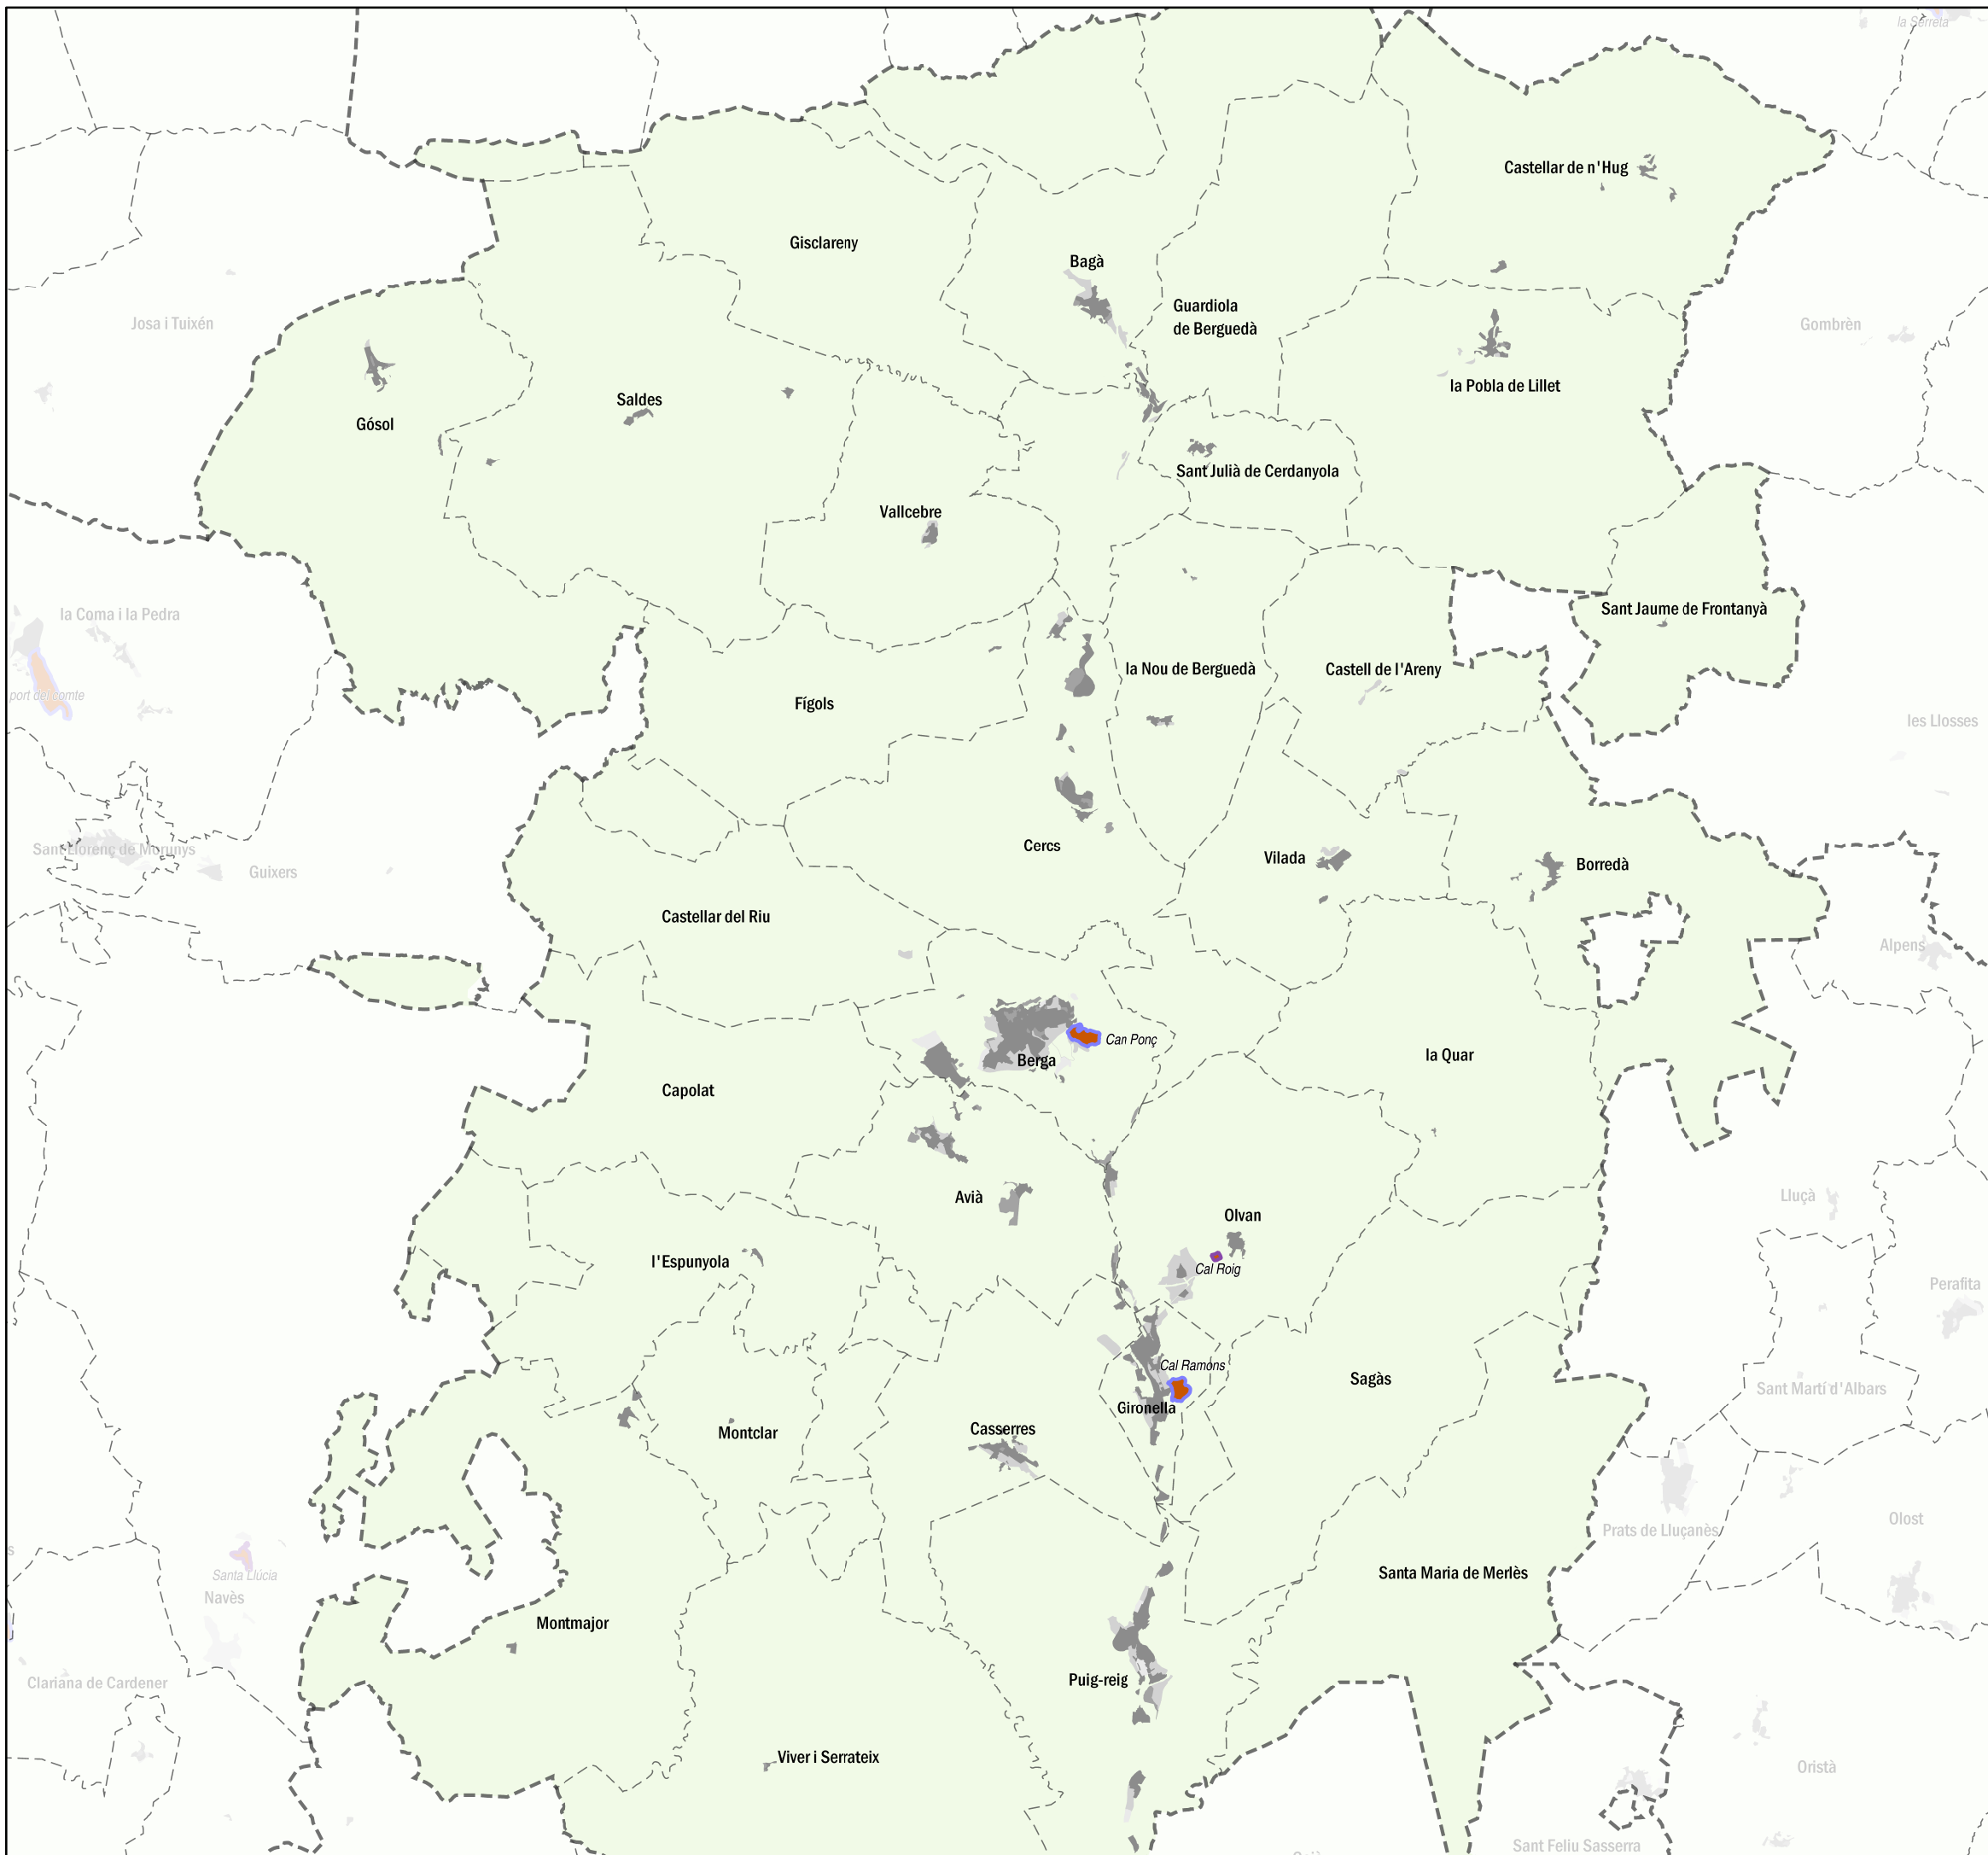 la Serreta
Castellar de n'Hug
Gisclareny
Bagà
Guardiola
de Berguedà
Josa i Tuixén
Gombrèn
la Pobla de Lillet
Saldes
Gósol
Sant Julià de Cerdanyola
Vallcebre
la Coma i la Pedra
Sant Jaume de Frontanyà
la Nou de Berguedà
Castell de l'Areny
port del comte
Fígols
les Llosses
Cercs
Sant Llorenç de Morunys
Guixers
Vilada
Borredà
Castellar del Riu
Alpens
Can Ponç
Berga
la Quar
Capolat
Avià
Lluçà
Olvan
l'Espunyola
Cal Roig
Perafita
Cal Ramons
Sagàs
Sant Martí d'Albars
Gironella
Casserres
Montclar
Olost
Prats de Lluçanès
s
Santa Llúcia
Navès
Santa Maria de Merlès
Montmajor
Puig-reig
Clariana de Cardener
Viver i Serrateix
Oristà
Sant Feliu Sasserra